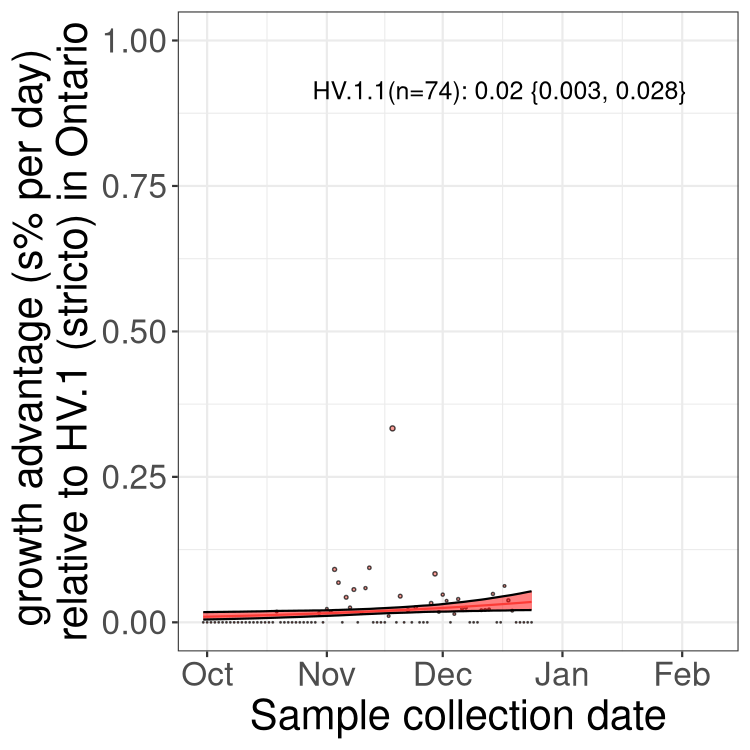 growth advantage (s% per day)
relative to HV.1 (stricto) in Ontario
1.00
0.75
0.50
0.25
0.00
HV.1.1(n=74): 0.02 {0.003, 0.028}
Oct Nov Dec Jan Feb
Sample collection date